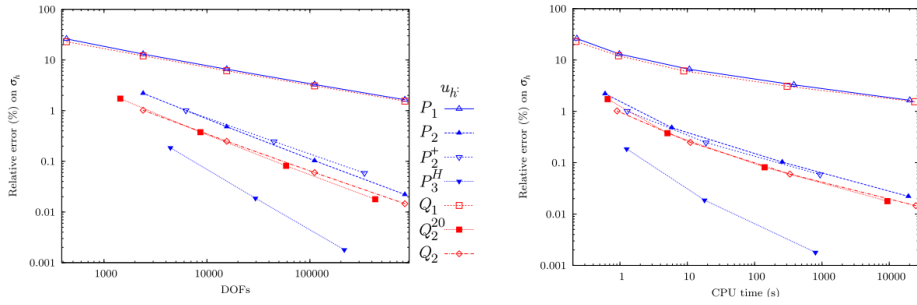 100
10
1
0.1
0.01
0.001
Relative error (%) on σ_h
1000 10000 100000
DOFs
u_h:
P_1
P_2
P_2^+
P_3^H
Q_1
Q_2^20
Q_2
100
10
1
0.1
0.01
0.001
Relative error (%) on σ_h
1 10 100 1000 10000
CPU time (s)